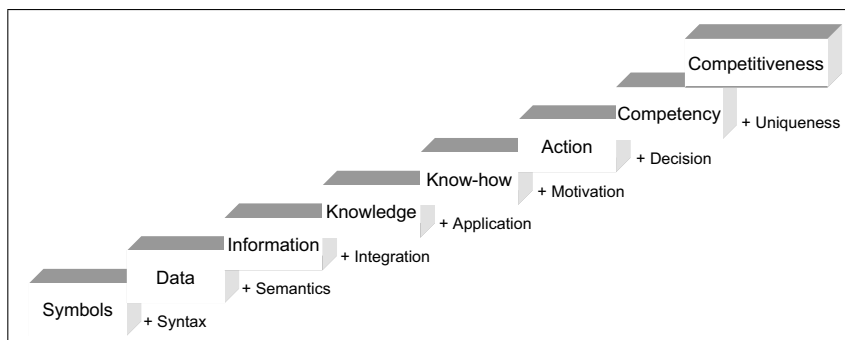 Competitiveness
Competency
+ Uniqueness
Action
+ Decision
Know-how
+ Motivation
Knowledge
+ Application
Information
+ Integration
Data
+ Semantics
Symbols
+ Syntax